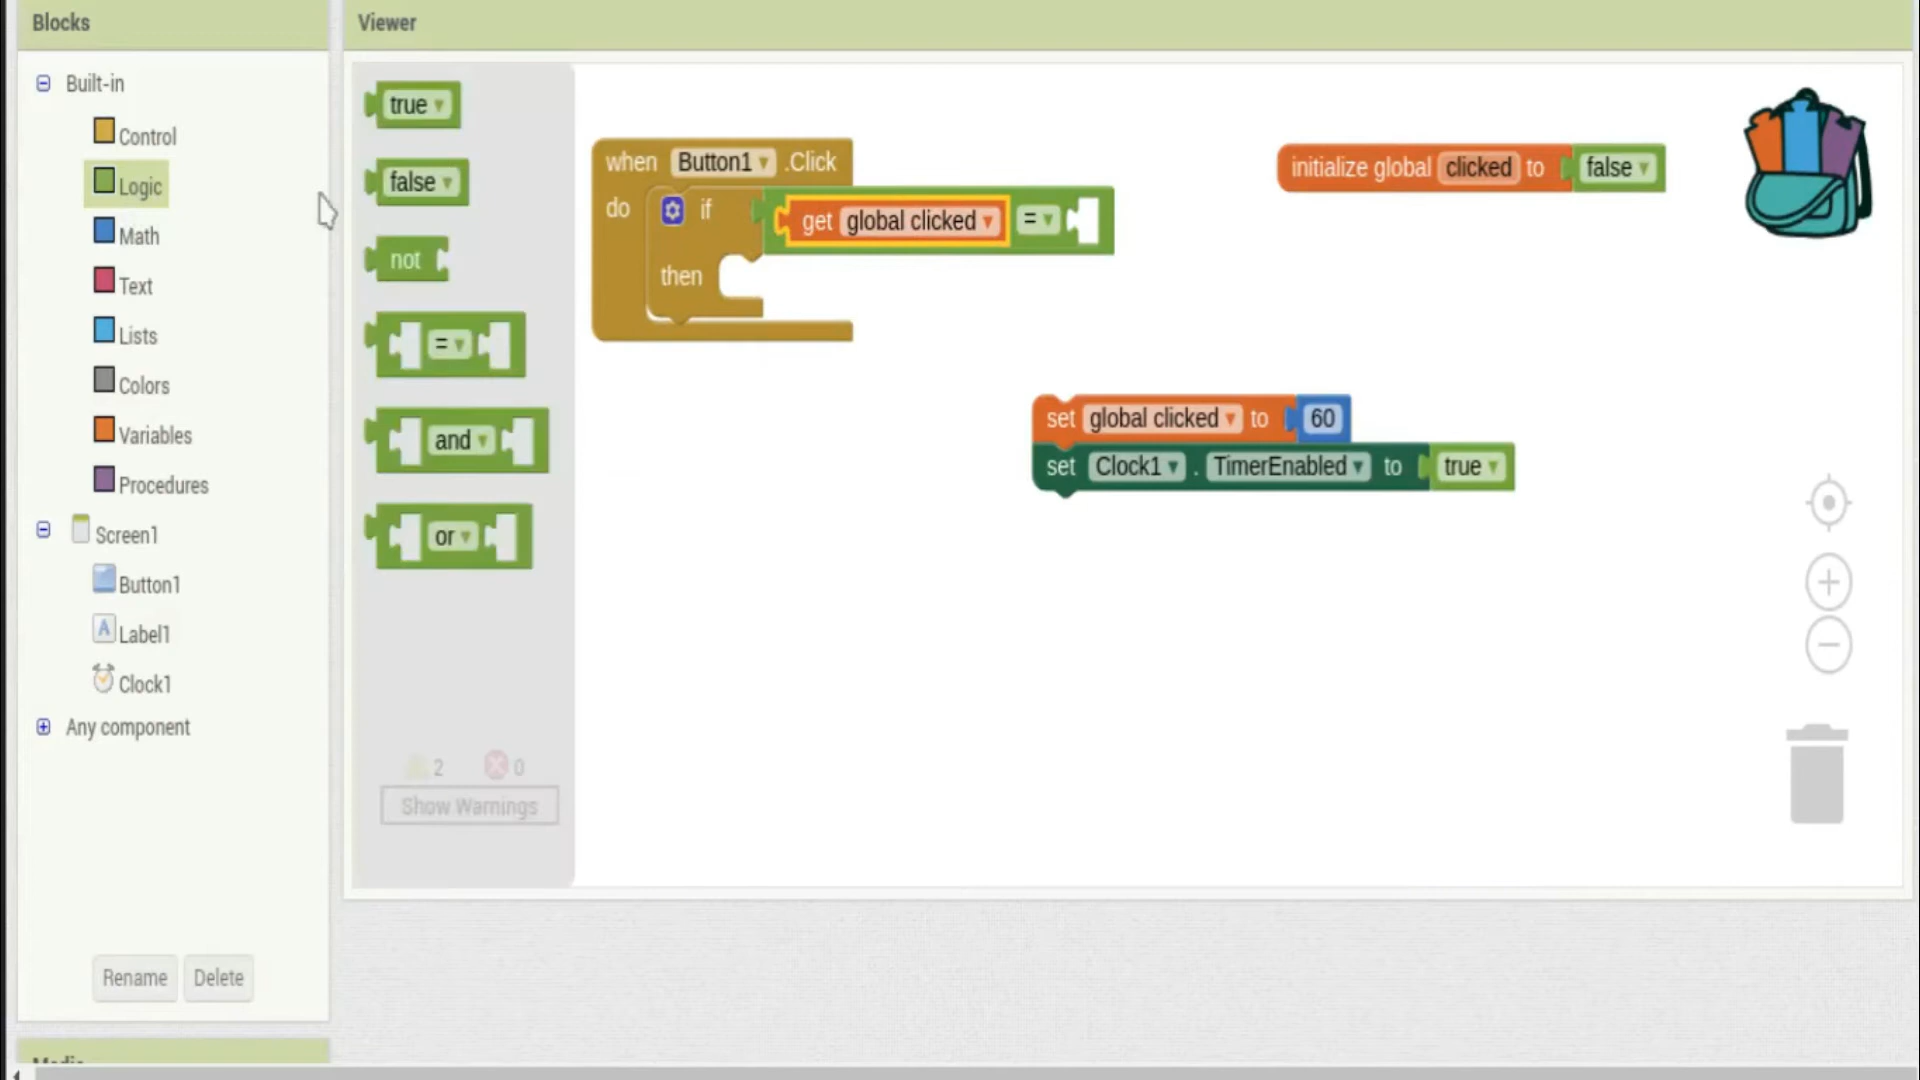 Blocks
Viewer
Built-in
Control
Logic
Math
Text
Lists
Colors
Variables
Procedures
Screen1
Button1
Label1
Clock1
Any component
Rename Delete
Media
true
false
not
=
and
or
2 0
Show Warnings
when Button1 .Click
do if get global clicked =
then
initialize global clicked to false
set global clicked to 60
set Clock1 . TimerEnabled to true